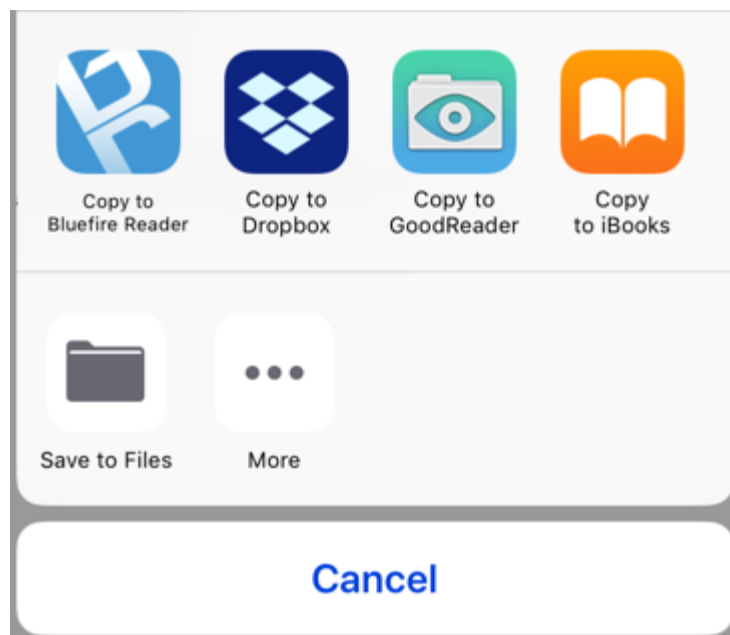 Copy to
Bluefire Reader
Copy to
Dropbox
Copy to
GoodReader
Copy
to iBooks
Save to Files
More
Cancel